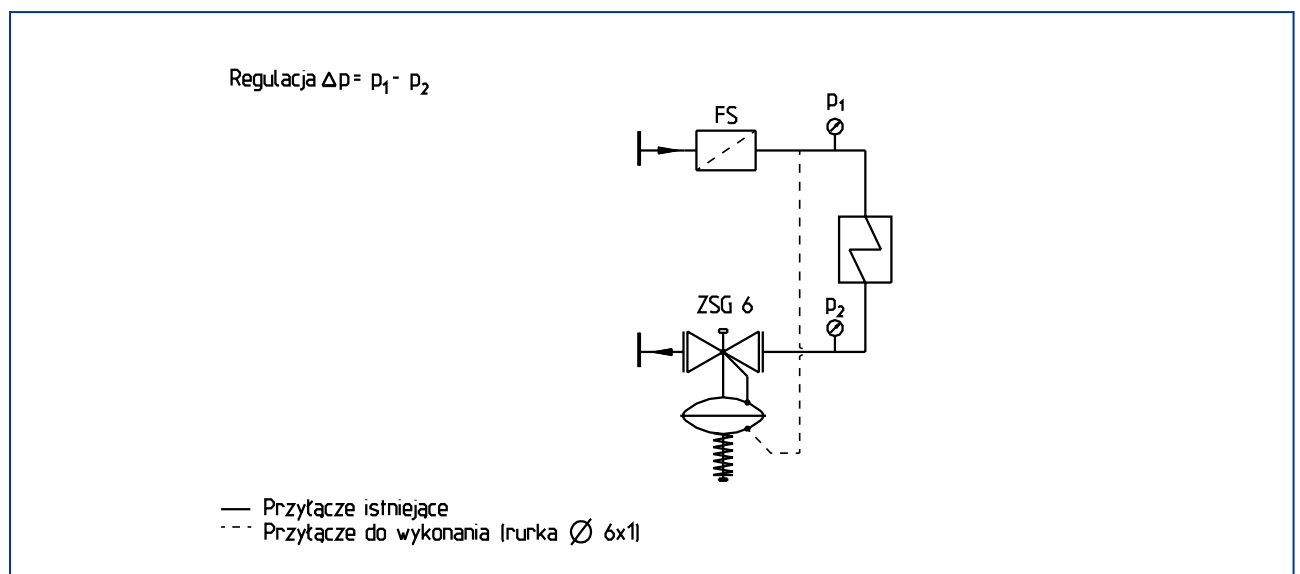 Regulacja Δp = p₁ - p₂
FS
p₁
ZSG 6
p₂
Przyłącze istniejące
Przyłącze do wykonania (rurka Ø 6x1)